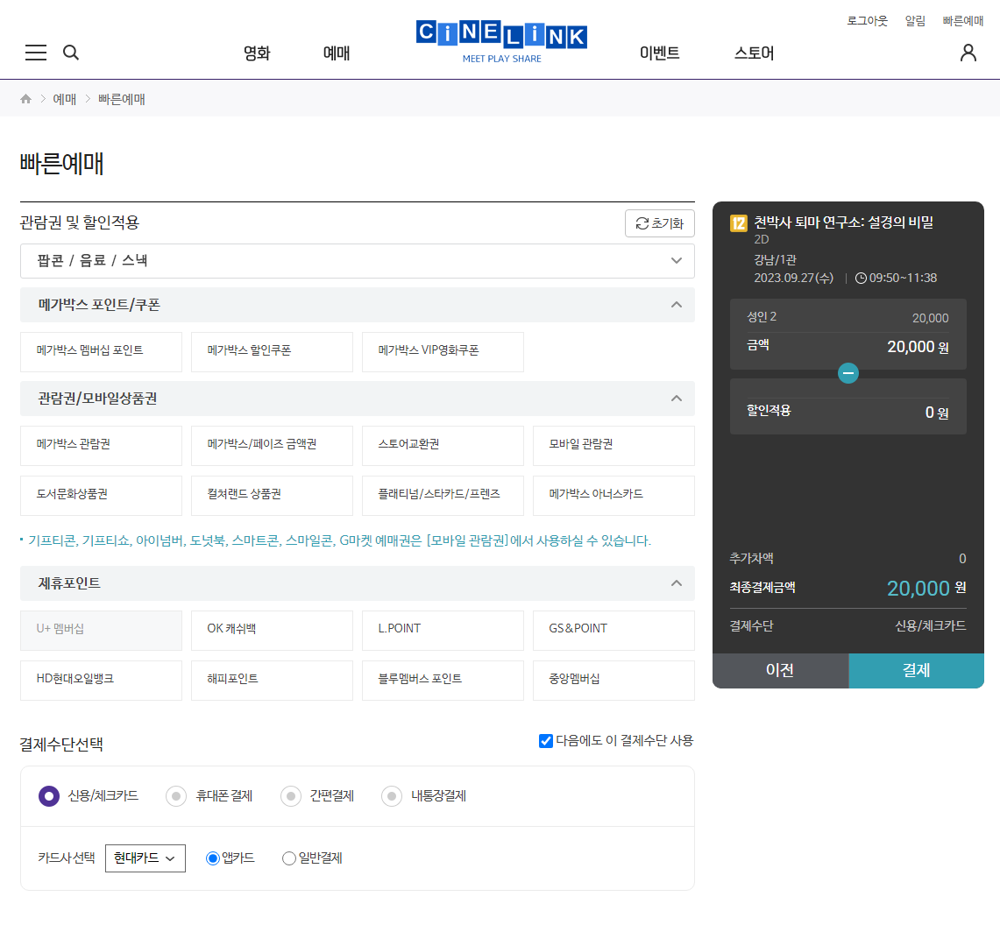 로그아웃 알림 빠른예매
영화 예매 CiNELiNK 이벤트 스토어
MEET PLAY SHARE
예매 빠른예매
빠른예매
관람권 및 할인적용 초기화
팝콘 / 음료 / 스낵
메가박스 포인트/쿠폰
메가박스 멤버십 포인트 메가박스 할인쿠폰 메가박스 VIP영화쿠폰
관람권/모바일상품권
메가박스 관람권 메가박스/페이즈 금액권 스토어교환권 모바일 관람권
도서문화상품권 컬쳐랜드 상품권 플래티넘/스타카드/프렌즈 메가박스 아너스카드
기프티콘, 기프티쇼, 아이넘버, 도넛북, 스마트콘, 스마일콘, G마켓 예매권은 [모바일 관람권]에서 사용하실 수 있습니다.
제휴포인트
U+ 멤버십 OK 캐쉬백 L.POINT GS&POINT
HD현대오일뱅크 해피포인트 블루멤버스 포인트 중앙멤버십
결제수단선택 다음에도 이 결제수단 사용
신용/체크카드 휴대폰 결제 간편결제 내통장결제
카드사 선택 현대카드 앱카드 일반결제
12 천박사 퇴마 연구소: 설경의 비밀
2D
강남/1관
2023.09.27(수) 09:50~11:38
성인 2 20,000
금액 20,000 원
할인적용 0 원
추가차액 0
최종결제금액 20,000 원
결제수단 신용/체크카드
이전 결제